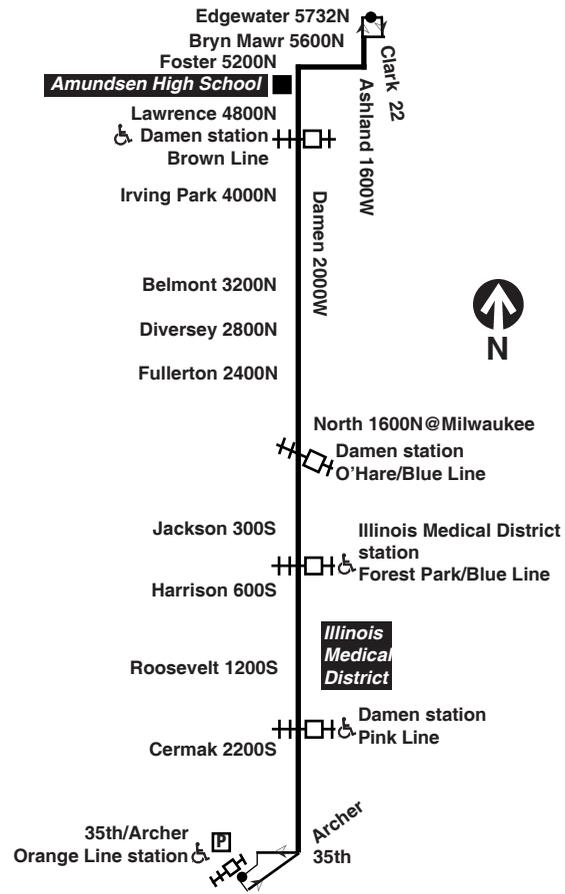 Edgewater 5732N
Bryn Mawr 5600N
Foster 5200N
Clark 22
Amundsen High School
Ashland 1600W
Lawrence 4800N
Damen station
Brown Line
Irving Park 4000N
Damen 2000W
Belmont 3200N
Diversey 2800N
N
Fullerton 2400N
North 1600N@Milwaukee
Damen station
O'Hare/Blue Line
Jackson 300S
Illinois Medical District
station
Forest Park/Blue Line
Harrison 600S
Illinois
Medical
District
Roosevelt 1200S
Damen station
Pink Line
Cermak 2200S
Archer
35th/Archer
P
Orange Line station
35th